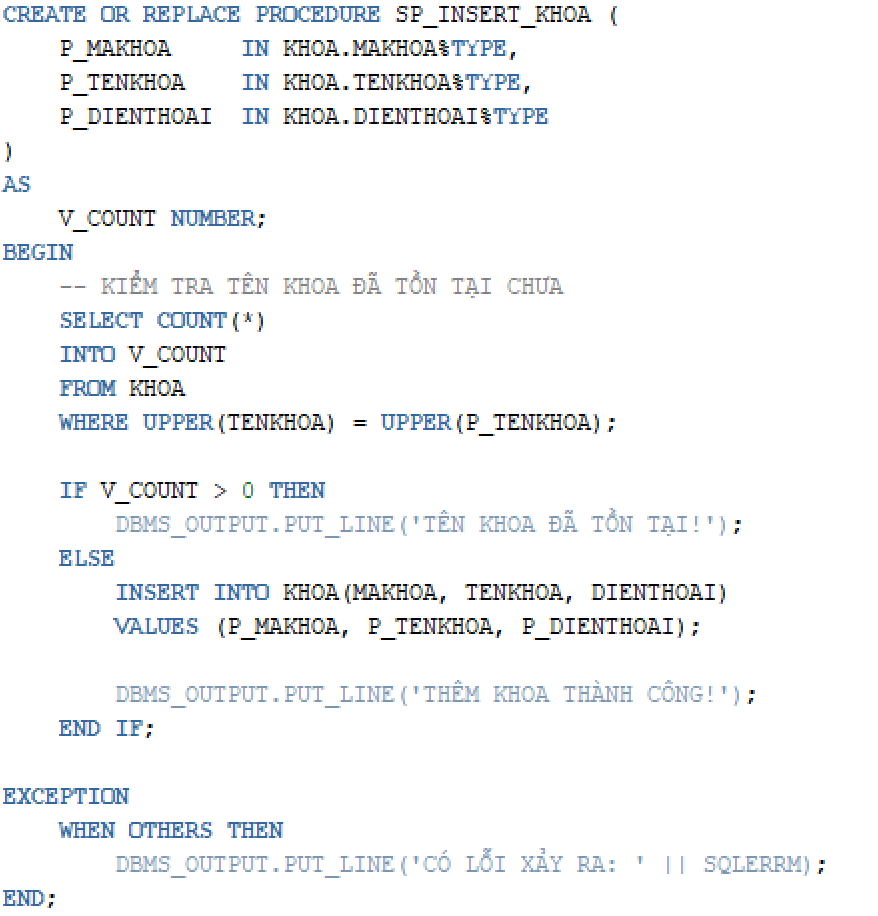 CREATE OR REPLACE PROCEDURE SP_INSERT_KHOA (
    P_MAKHOA     IN KHOA.MAKHOA%TYPE,
    P_TENKHOA    IN KHOA.TENKHOA%TYPE,
    P_DIENTHOAI  IN KHOA.DIENTHOAI%TYPE
)
AS
    V_COUNT NUMBER;
BEGIN
    -- KIỂM TRA TÊN KHOA ĐÃ TỒN TẠI CHƯA
    SELECT COUNT(*)
    INTO V_COUNT
    FROM KHOA
    WHERE UPPER(TENKHOA) = UPPER(P_TENKHOA);

    IF V_COUNT > 0 THEN
        DBMS_OUTPUT.PUT_LINE('TÊN KHOA ĐÃ TỒN TẠI!');
    ELSE
        INSERT INTO KHOA(MAKHOA, TENKHOA, DIENTHOAI)
        VALUES (P_MAKHOA, P_TENKHOA, P_DIENTHOAI);

        DBMS_OUTPUT.PUT_LINE('THÊM KHOA THÀNH CÔNG!');
    END IF;

EXCEPTION
    WHEN OTHERS THEN
        DBMS_OUTPUT.PUT_LINE('CÓ LỖI XẢY RA: ' || SQLERRM);
END;